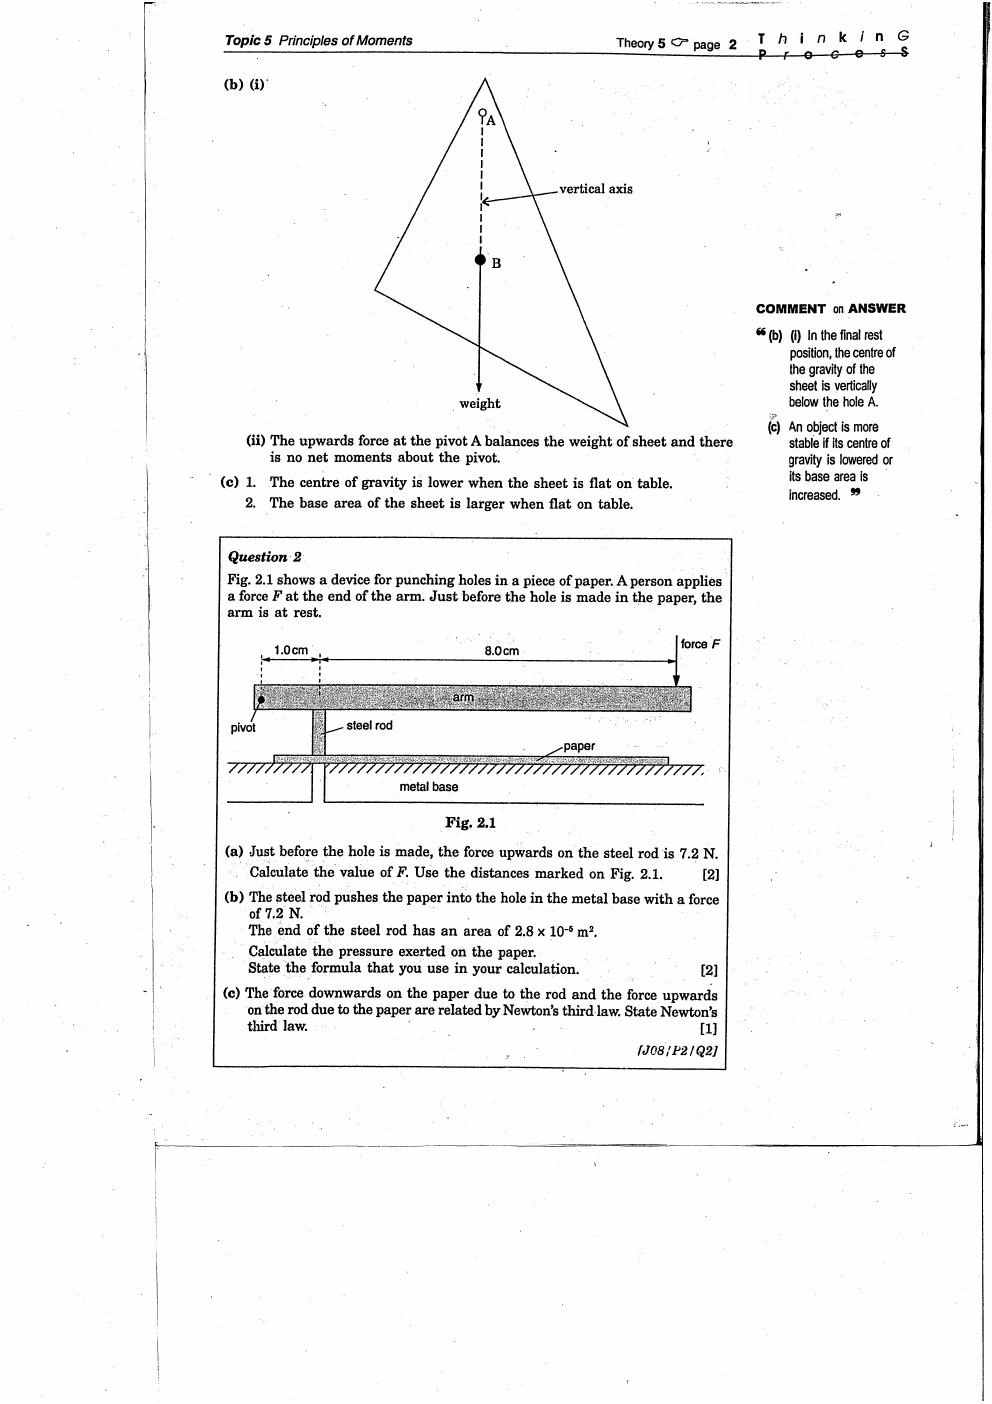 Topic 5 Principles of Moments
Theory 5 ☞ page 2
T h i n k i n G
P r o c e s S
(b) (i)
A
vertical axis
B
weight
COMMENT on ANSWER
❝ (b) (i) In the final rest
position, the centre of
the gravity of the
sheet is vertically
below the hole A.
(c) An object is more
stable if its centre of
gravity is lowered or
its base area is
increased. ❞
(ii) The upwards force at the pivot A balances the weight of sheet and there
is no net moments about the pivot.
(c) 1. The centre of gravity is lower when the sheet is flat on table.
2. The base area of the sheet is larger when flat on table.
Question 2
Fig. 2.1 shows a device for punching holes in a piece of paper. A person applies
a force F at the end of the arm. Just before the hole is made in the paper, the
arm is at rest.
1.0cm
8.0cm
force F
arm
pivot
steel rod
paper
metal base
Fig. 2.1
(a) Just before the hole is made, the force upwards on the steel rod is 7.2 N.
Calculate the value of F. Use the distances marked on Fig. 2.1. [2]
(b) The steel rod pushes the paper into the hole in the metal base with a force
of 7.2 N.
The end of the steel rod has an area of 2.8 × 10⁻⁶ m².
Calculate the pressure exerted on the paper.
State the formula that you use in your calculation. [2]
(c) The force downwards on the paper due to the rod and the force upwards
on the rod due to the paper are related by Newton's third law. State Newton's
third law. [1]
[J08/P2/Q2]